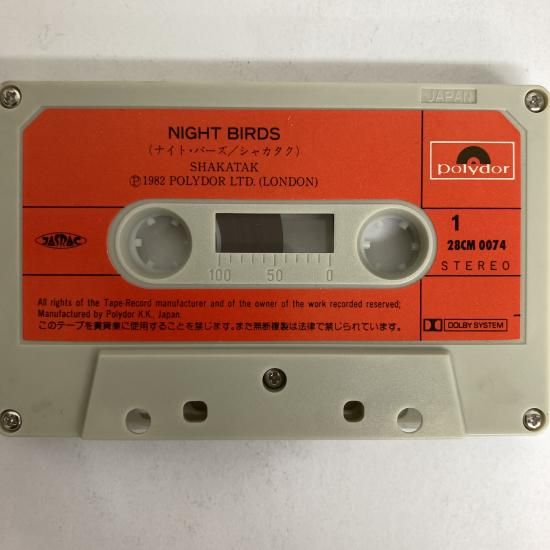 JAPAN
NIGHT BIRDS
(ナイト・バーズ/シャカタク)
SHAKATAK
Ⓟ1982 POLYDOR LTD. (LONDON)
polydor
JASRAC
1
28CM 0074
STEREO
100 50 0
All rights of the Tape-Record manufacturer and of the owner of the work recorded reserved;
Manufactured by Polydor K.K., Japan.
このテープを賃貸業に使用することを禁じます。また無断複製は法律で禁じられています。
DOLBY SYSTEM